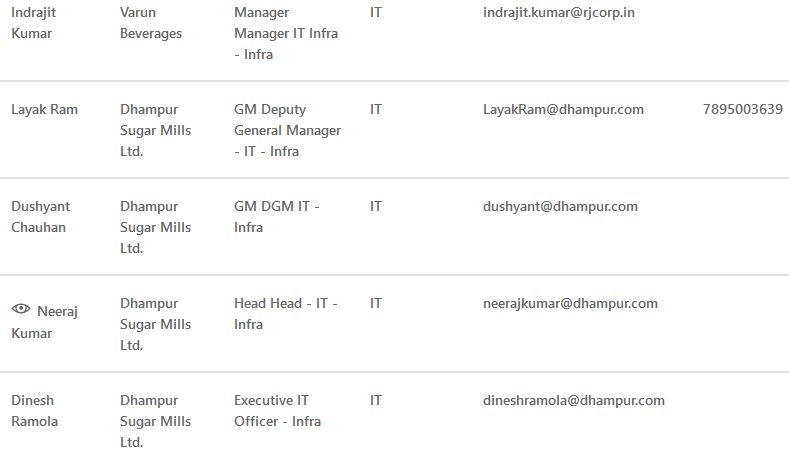 Indrajit Kumar
Varun Beverages
Manager Manager IT Infra - Infra
IT
indrajit.kumar@rjcorp.in
Layak Ram
Dhampur Sugar Mills Ltd.
GM Deputy General Manager - IT - Infra
IT
LayakRam@dhampur.com
7895003639
Dushyant Chauhan
Dhampur Sugar Mills Ltd.
GM DGM IT - Infra
IT
dushyant@dhampur.com
Neeraj Kumar
Dhampur Sugar Mills Ltd.
Head Head - IT - Infra
IT
neerajkumar@dhampur.com
Dinesh Ramola
Dhampur Sugar Mills Ltd.
Executive IT Officer - Infra
IT
dineshramola@dhampur.com